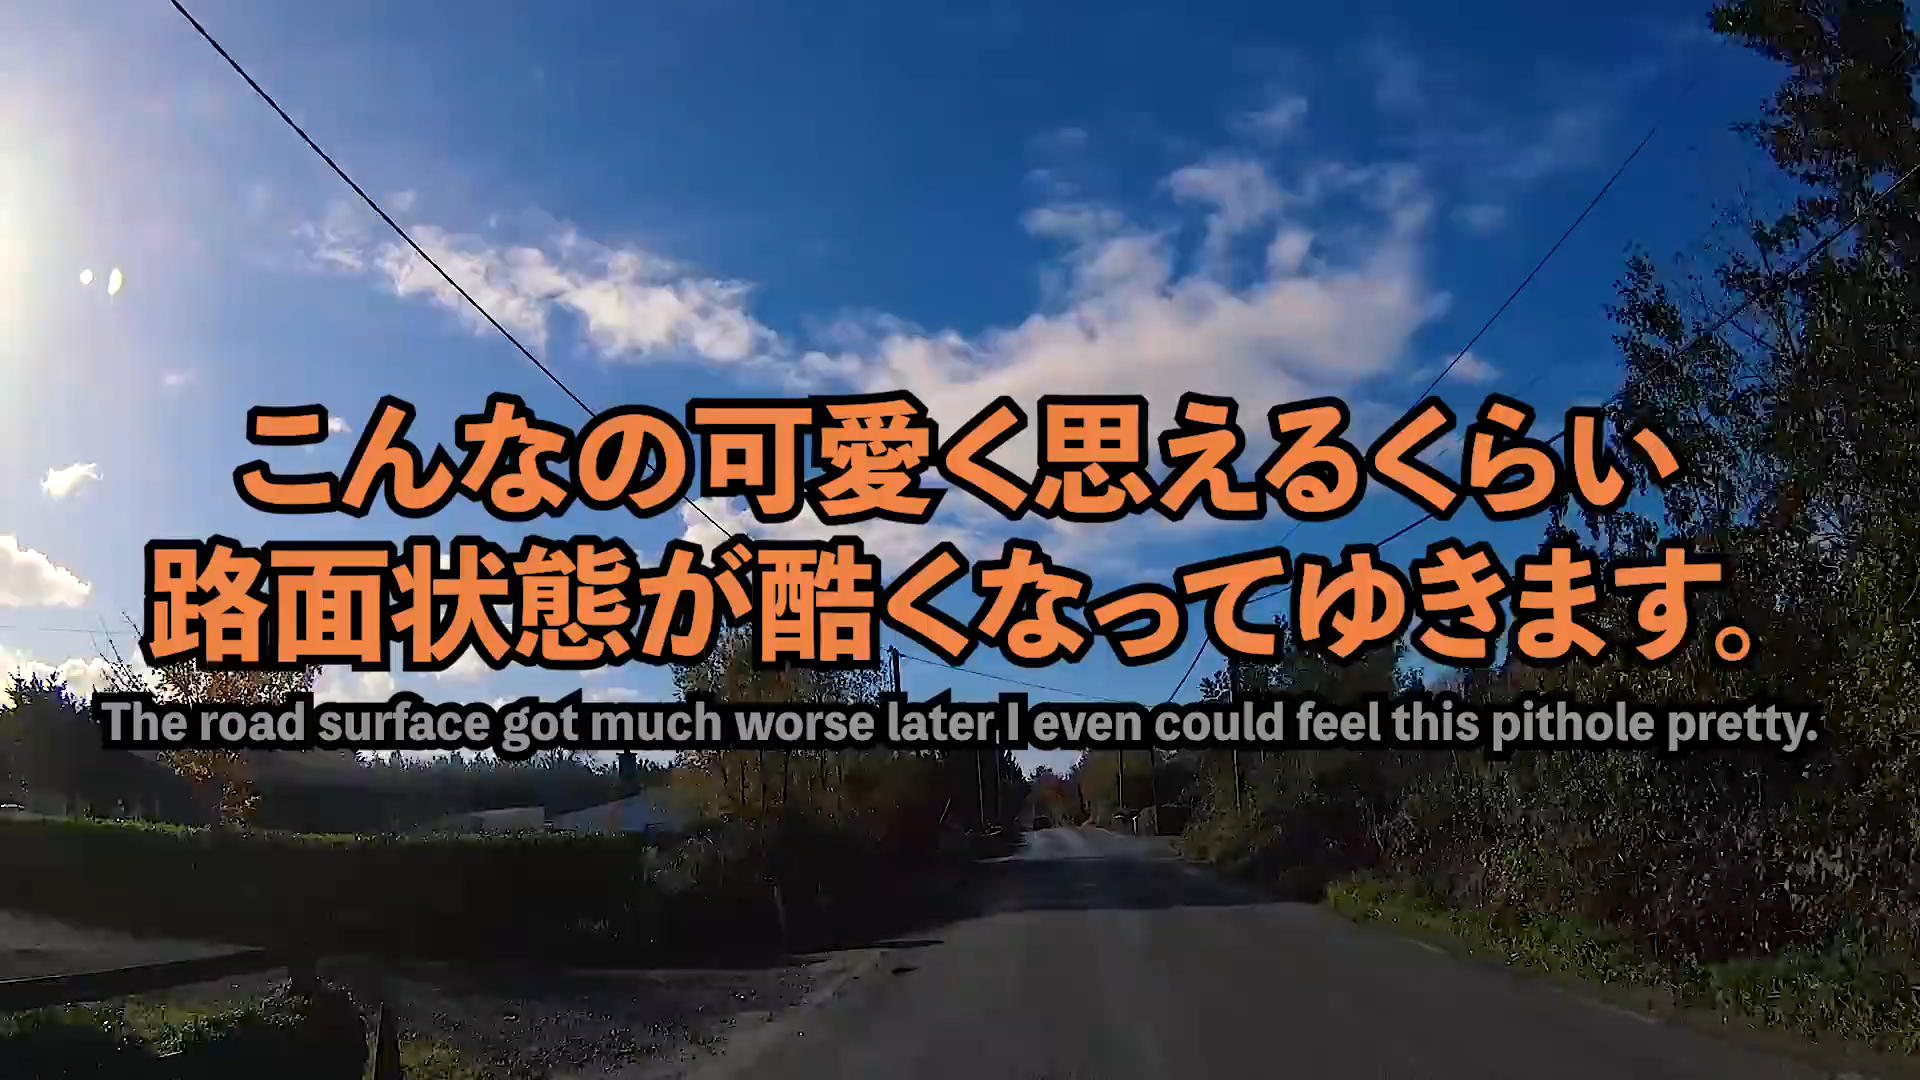 こんなの可愛く思えるくらい
路面状態が酷くなってゆきます。
The road surface got much worse later I even could feel this pithole pretty.